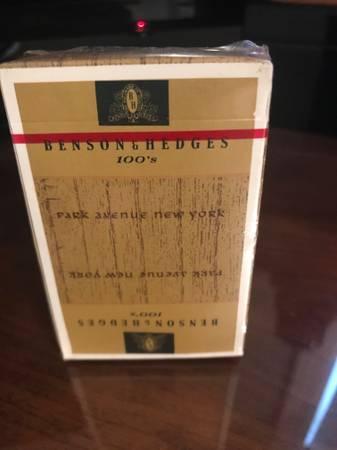 B H
BENSON & HEDGES
100's
PARK AVENUE NEW YORK
PARK AVENUE NEW YORK
100's
BENSON & HEDGES